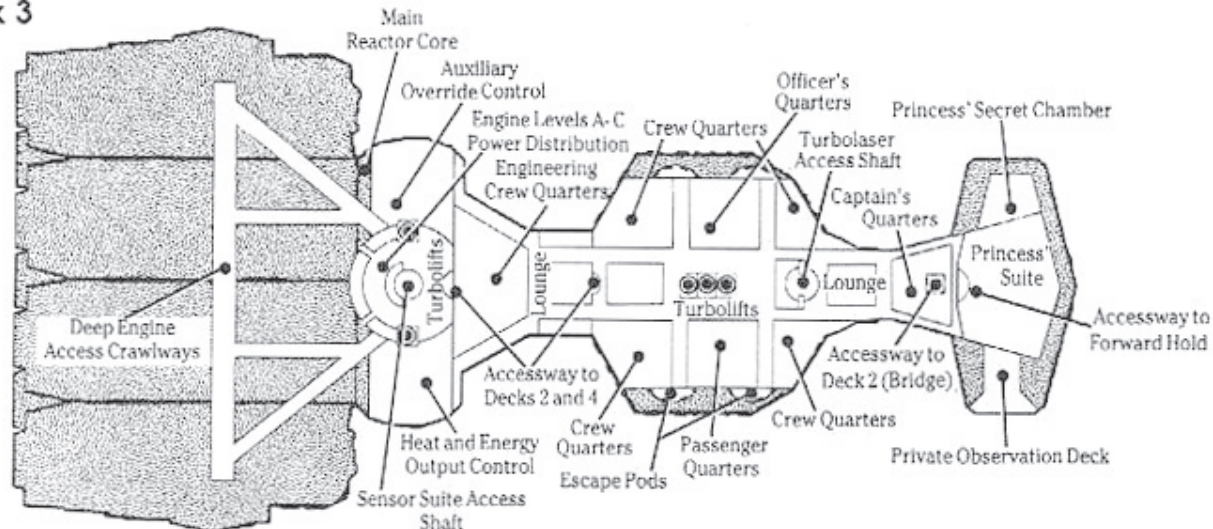 k 3
Main
Reactor Core
Auxiliary
Override Control
Engine Levels A-C
Power Distribution
Engineering
Crew Quarters
Crew Quarters
Officer's
Quarters
Turbolaser
Access Shaft
Captain's
Quarters
Princess' Secret Chamber
Princess'
Suite
Turbolifts
Lounge
Turbolifts
Lounge
Deep Engine
Access Crawlways
Accessway to
Forward Hold
Accessway to
Decks 2 and 4
Accessway to
Deck 2 (Bridge)
Heat and Energy
Output Control
Crew
Quarters
Escape Pods
Passenger
Quarters
Crew Quarters
Private Observation Deck
Sensor Suite Access
Shaft